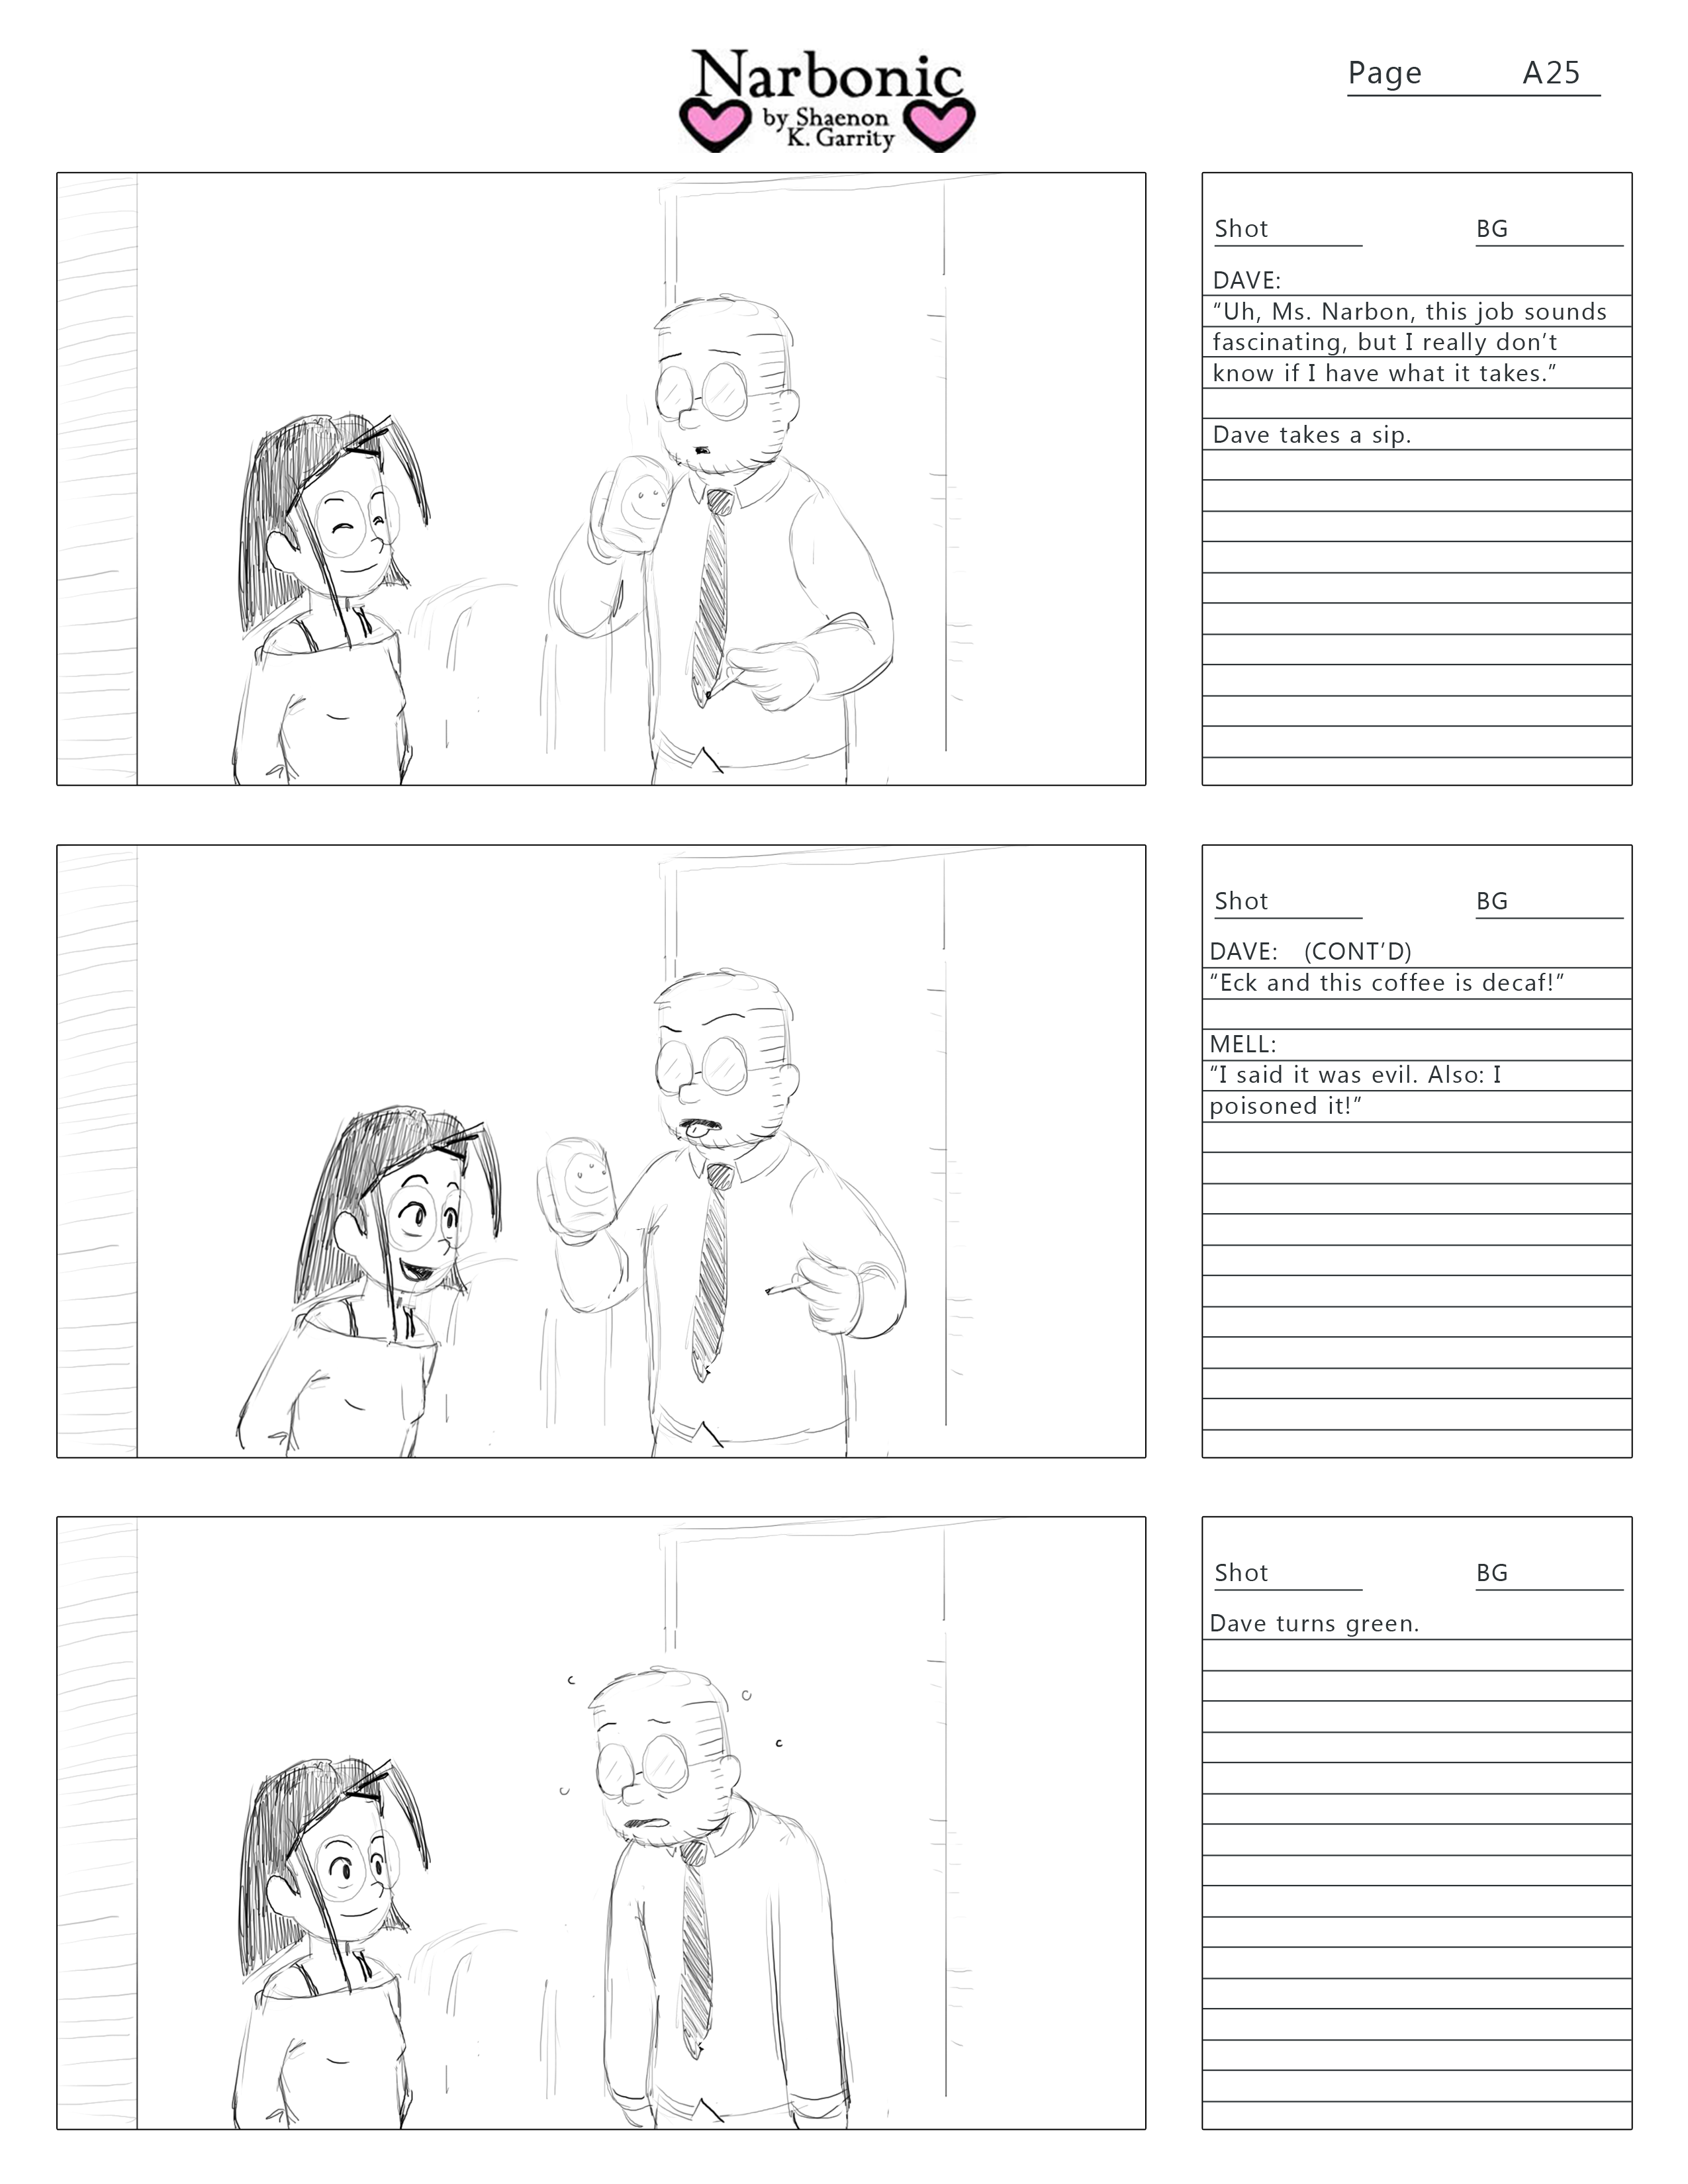 Narbonic
by Shaenon
K. Garrity
Page A25
Shot BG
DAVE:
“Uh, Ms. Narbon, this job sounds
fascinating, but I really don’t
know if I have what it takes.”
Dave takes a sip.
Shot BG
DAVE: (CONT’D)
“Eck and this coffee is decaf!”
MELL:
“I said it was evil. Also: I
poisoned it!”
Shot BG
Dave turns green.